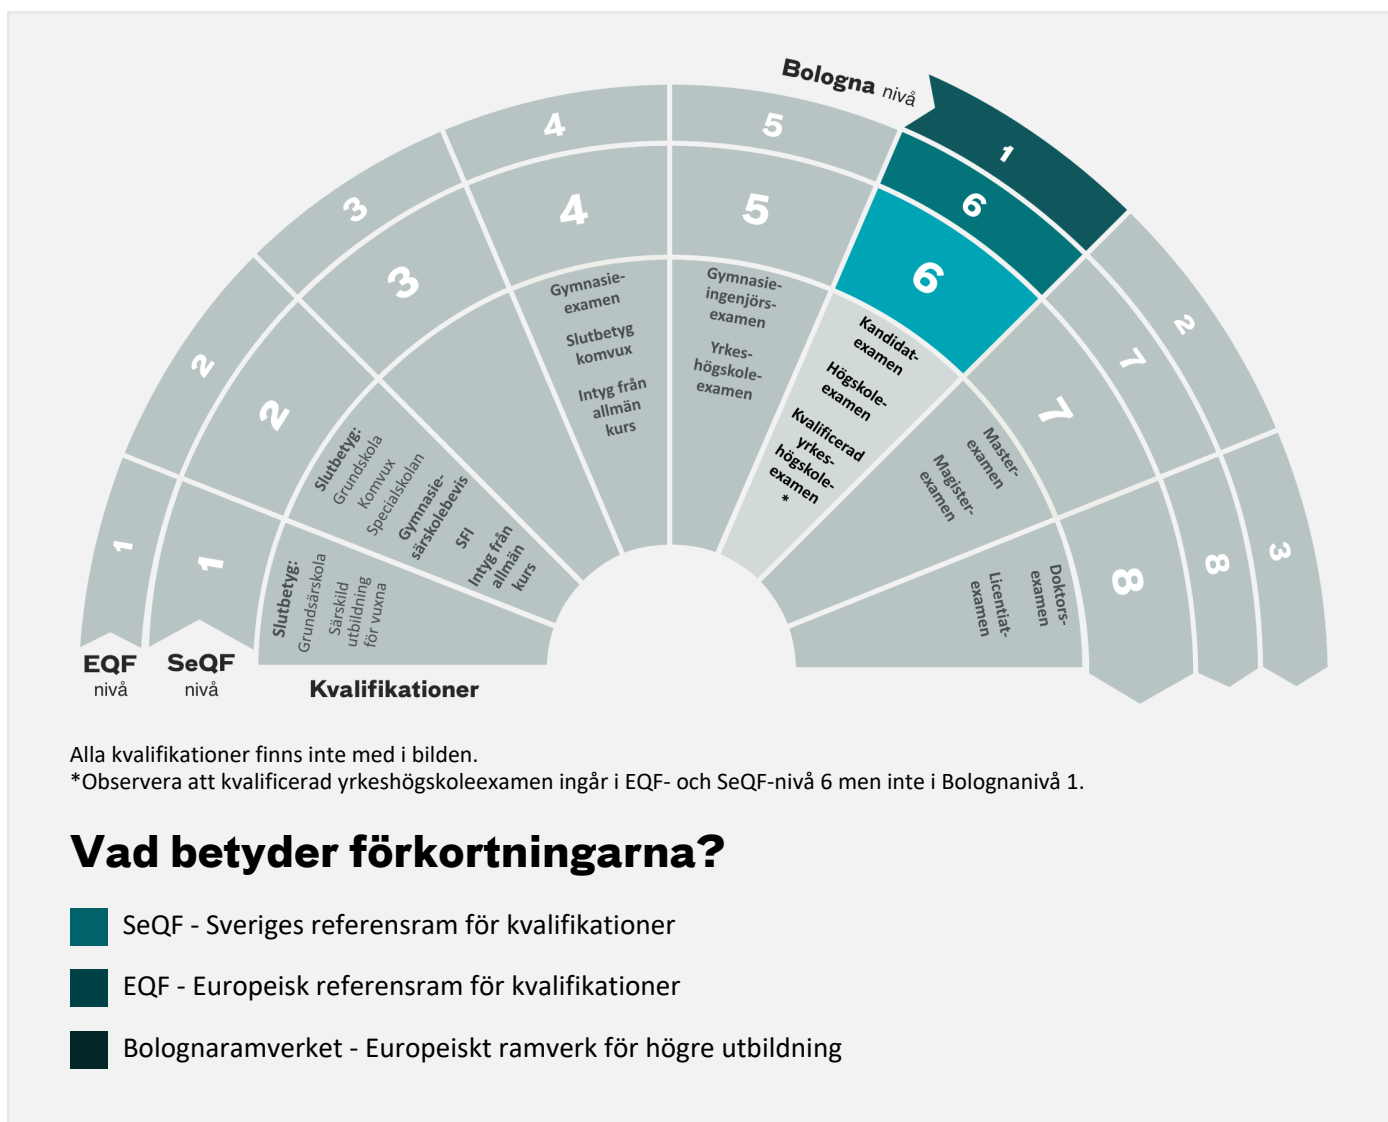 Bologna nivå
1
2
3
4
5
6
7
8
1
2
3
1
2
3
4
5
6
7
8
Slutbetyg:
Grundsärskola
Särskild
utbildning
för vuxna
Slutbetyg:
Grundskola
Komvux
Specialskolan
Gymnasie-
särskolebevis
SFI
Intyg från
allmän
kurs
Gymnasie-
examen
Slutbetyg
komvux
Intyg från
allmän
kurs
Gymnasie-
ingenjörs-
examen
Yrkes-
högskole-
examen
Kandidat-
examen
Högskole-
examen
Kvalificerad
yrkes-
högskole-
examen
*
Master-
examen
Magister-
examen
Doktors-
examen
Licentiat-
examen
EQF
nivå
SeQF
nivå
Kvalifikationer
Alla kvalifikationer finns inte med i bilden.
*Observera att kvalificerad yrkeshögskoleexamen ingår i EQF- och SeQF-nivå 6 men inte i Bolognanivå 1.
Vad betyder förkortningarna?
SeQF - Sveriges referensram för kvalifikationer
EQF - Europeisk referensram för kvalifikationer
Bolognaramverket - Europeiskt ramverk för högre utbildning